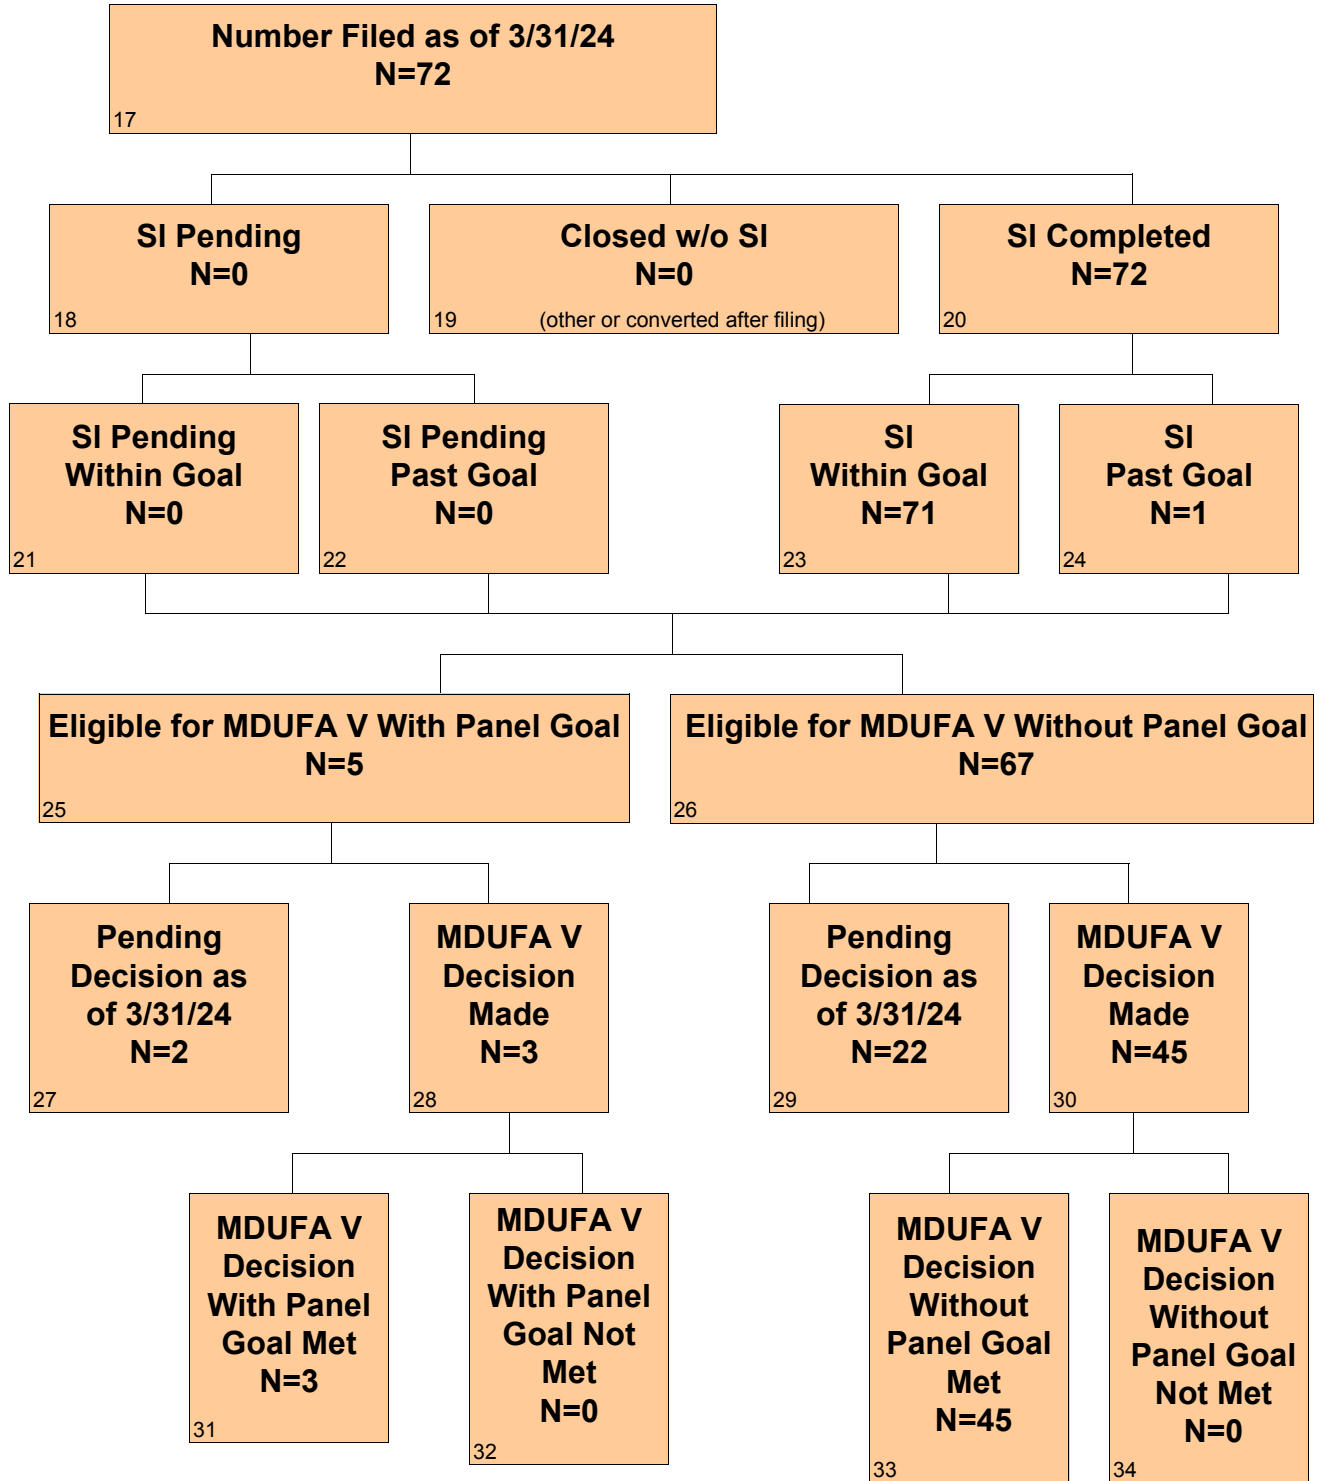 Number Filed as of 3/31/24
N=72
17
SI Pending
N=0
18
Closed w/o SI
N=0
19
(other or converted after filing)
SI Completed
N=72
20
SI Pending
Within Goal
N=0
21
SI Pending
Past Goal
N=0
22
SI
Within Goal
N=71
23
SI
Past Goal
N=1
24
Eligible for MDUFA V With Panel Goal
N=5
25
Eligible for MDUFA V Without Panel Goal
N=67
26
Pending
Decision as
of 3/31/24
N=2
27
MDUFA V
Decision
Made
N=3
28
Pending
Decision as
of 3/31/24
N=22
29
MDUFA V
Decision
Made
N=45
30
MDUFA V
Decision
With Panel
Goal Met
N=3
31
MDUFA V
Decision
With Panel
Goal Not
Met
N=0
32
MDUFA V
Decision
Without
Panel Goal
Met
N=45
33
MDUFA V
Decision
Without
Panel Goal
Not Met
N=0
34